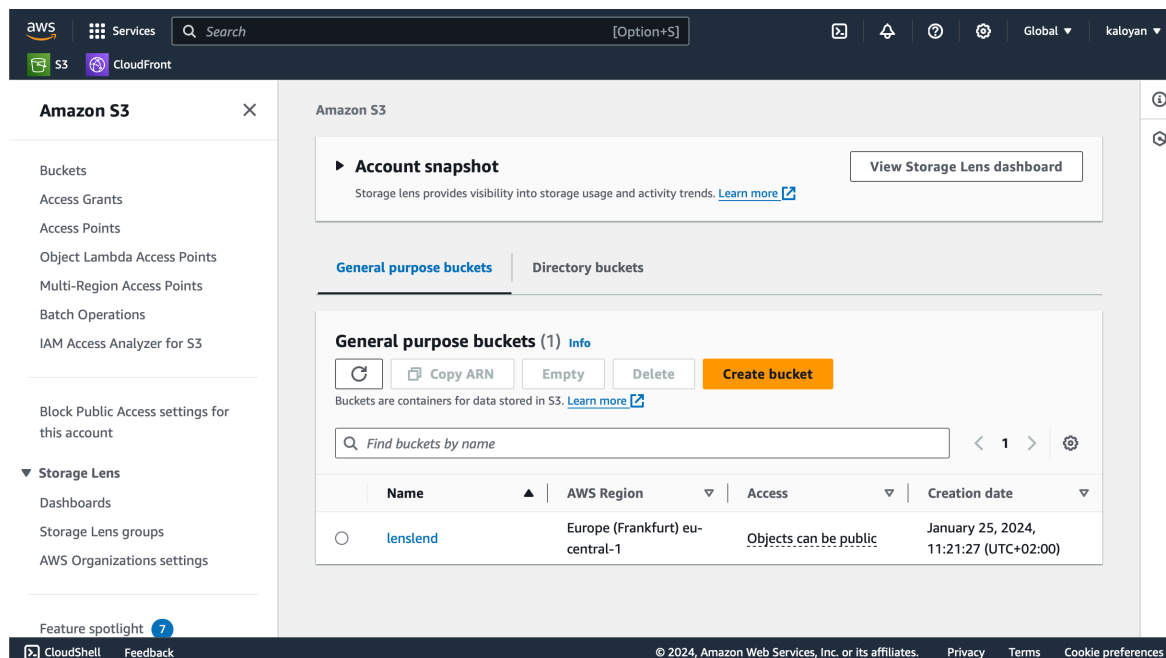 aws
Services
Search
[Option+S]
Global
kaloyan
S3
CloudFront
Amazon S3
Buckets
Access Grants
Access Points
Object Lambda Access Points
Multi-Region Access Points
Batch Operations
IAM Access Analyzer for S3
Block Public Access settings for
this account
Storage Lens
Dashboards
Storage Lens groups
AWS Organizations settings
Feature spotlight 7
Amazon S3
Account snapshot
View Storage Lens dashboard
Storage lens provides visibility into storage usage and activity trends. Learn more
General purpose buckets
Directory buckets
General purpose buckets (1) Info
Copy ARN
Empty
Delete
Create bucket
Buckets are containers for data stored in S3. Learn more
Find buckets by name
1
Name
AWS Region
Access
Creation date
lenslend
Europe (Frankfurt) eu-
central-1
Objects can be public
January 25, 2024,
11:21:27 (UTC+02:00)
CloudShell
Feedback
© 2024, Amazon Web Services, Inc. or its affiliates.
Privacy
Terms
Cookie preferences